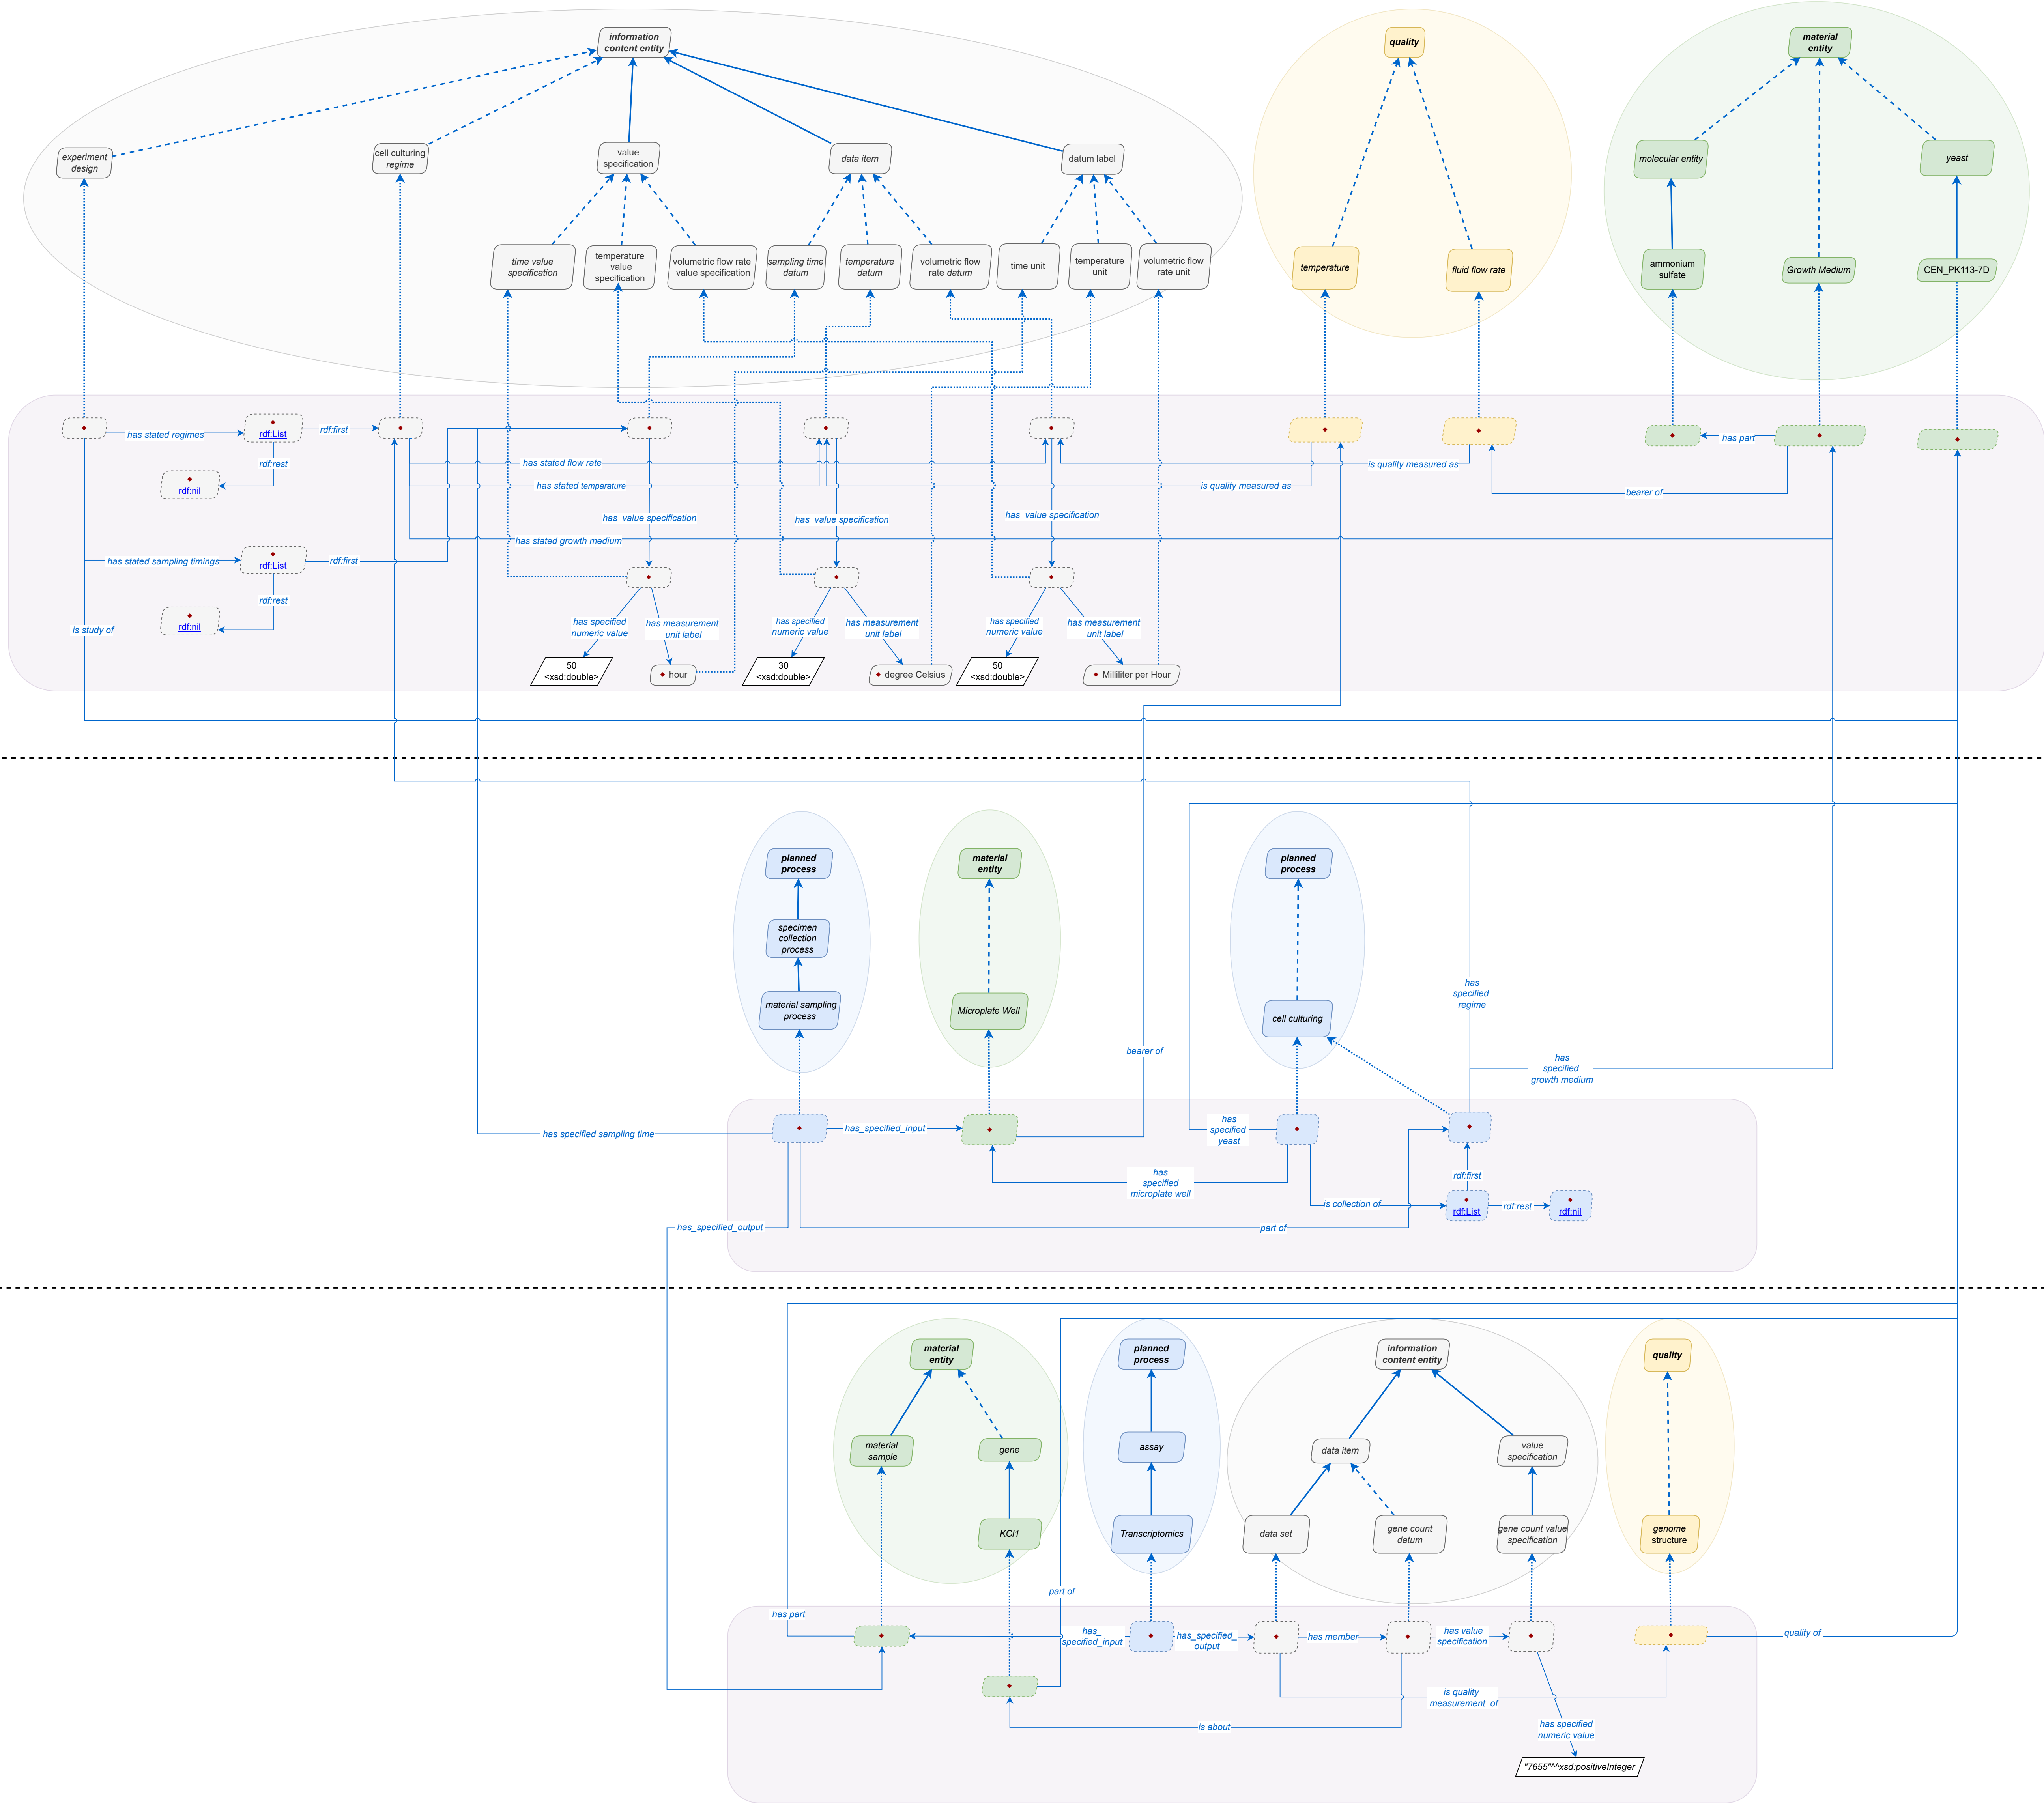 information
content entity
quality
material
entity
experiment
design
cell culturing
regime
value
specification
data item
datum label
molecular entity
yeast
time value
specification
temperature
value
specification
volumetric flow rate
value specification
sampling time
datum
temperature
datum
volumetric flow
rate datum
time unit
temperature
unit
volumetric flow
rate unit
temperature
fluid flow rate
ammonium
sulfate
Growth Medium
CEN_PK113-7D
has stated regimes
rdf:List
rdf:first
has part
rdf:rest
has stated flow rate
is quality measured as
rdf:nil
has stated temparature
is quality measured as
bearer of
has value specification
has value specification
has value specification
has stated growth medium
has stated sampling timings
rdf:List
rdf:first
rdf:rest
rdf:nil
is study of
has specified
numeric value
has measurement
unit label
has specified
numeric value
has measurement
unit label
has specified
numeric value
has measurement
unit label
50
<xsd:double>
hour
30
<xsd:double>
degree Celsius
50
<xsd:double>
Milliliter per Hour
planned
process
material
entity
planned
process
specimen
collection
process
material sampling
process
Microplate Well
cell culturing
has
specified
regime
bearer of
has
specified
growth medium
has specified sampling time
has_specified_input
has
specified
yeast
has
specified
microplate well
rdf:first
is collection of
rdf:List
rdf:rest
rdf:nil
has_specified_output
part of
material
entity
planned
process
information
content entity
quality
material
sample
gene
assay
data item
value
specification
KCl1
Transcriptomics
data set
gene count
datum
gene count value
specification
genome
structure
part of
has part
has_
specified_input
has_specified_
output
has member
has value
specification
quality of
is quality
measurement of
is about
has specified
numeric value
"7655"^^xsd:positiveInteger